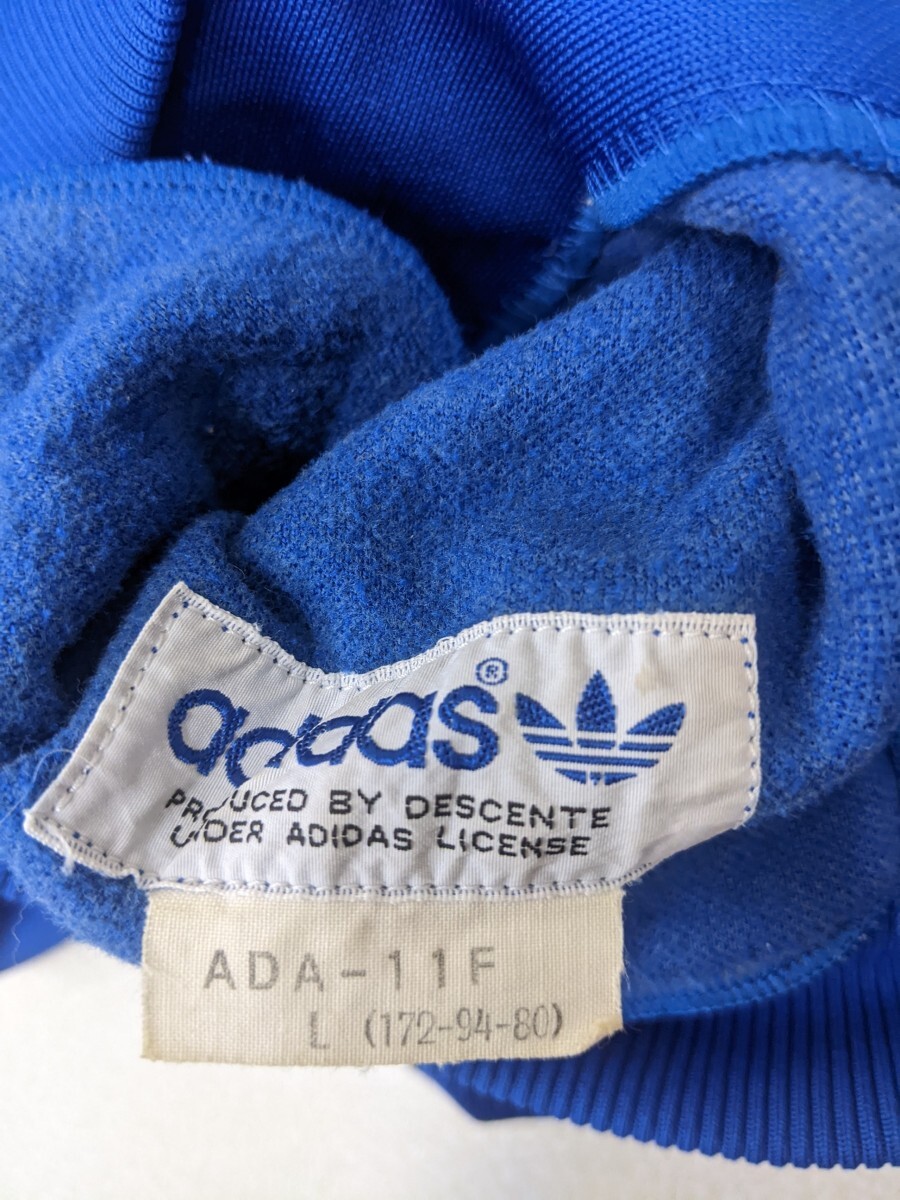 adidas®
PRODUCED BY DESCENTE
UNDER ADIDAS LICENSE
ADA-11F
L (172-94-80)